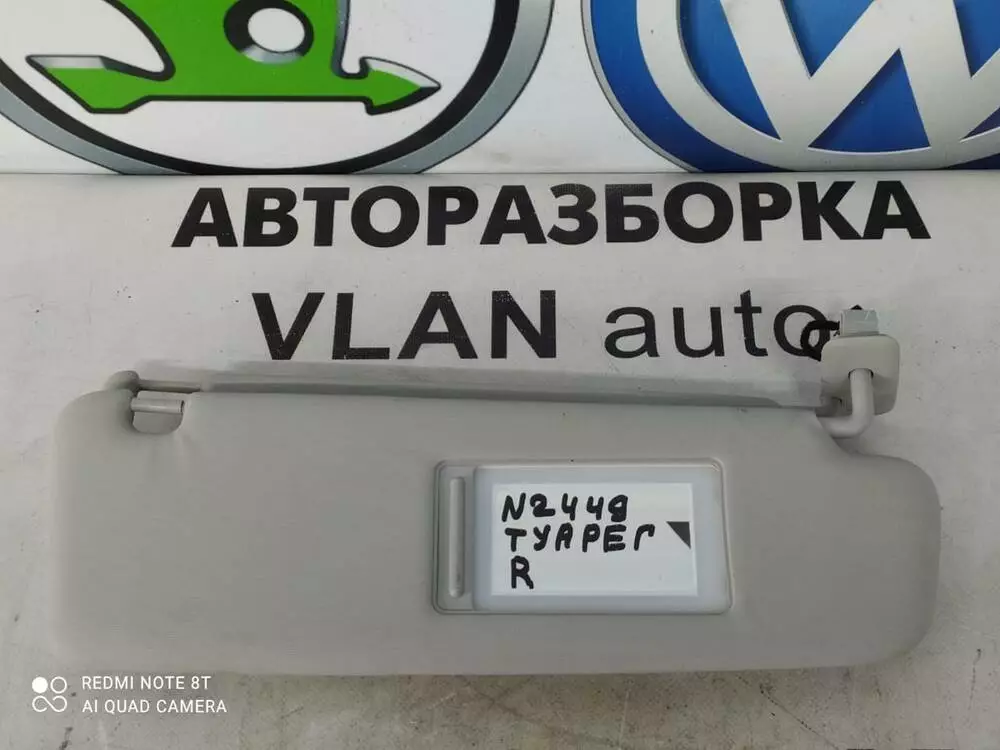 АВТОРАЗБОРКА
VLAN auto
N2449
ТУАРЕГ
R
REDMI NOTE 8T
AI QUAD CAMERA